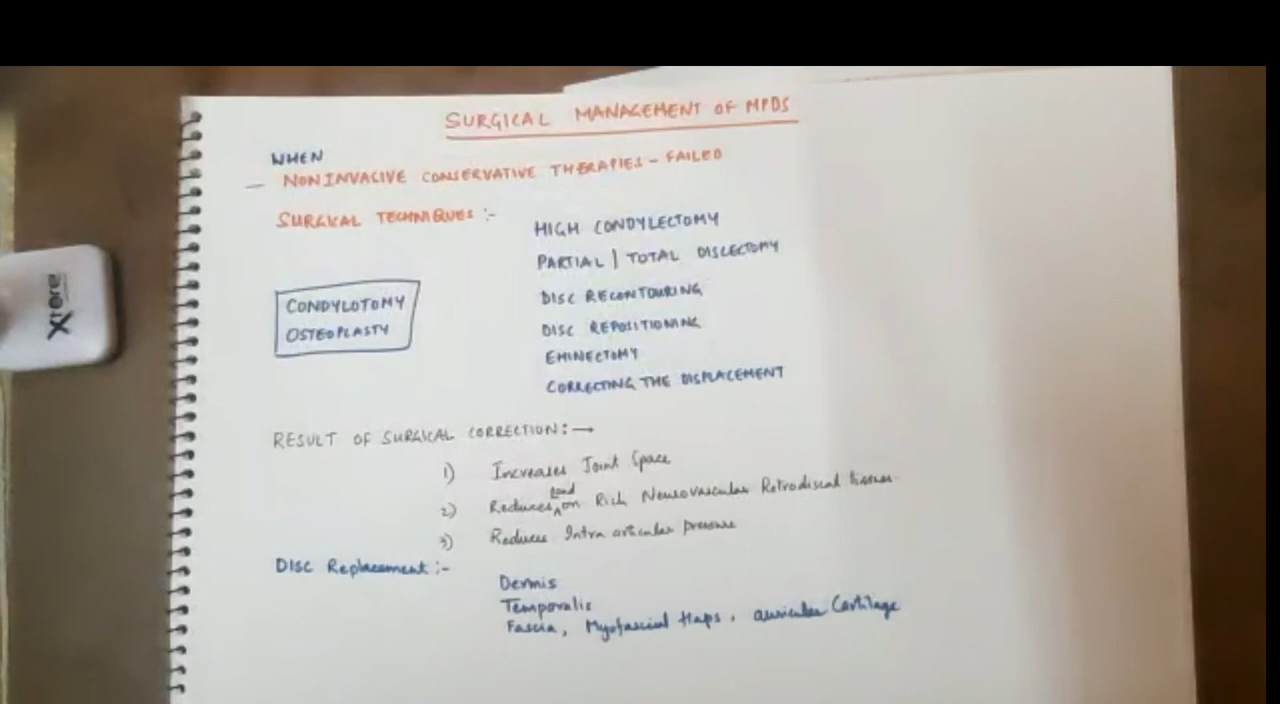 SURGICAL MANAGEMENT OF MPDS
WHEN
— NONINVACIVE CONSERVATIVE THERAPIES - FAILED
SURGICAL TECHNIQUES :-
HIGH CONDYLECTOMY
PARTIAL | TOTAL DISCECTOMY
DISC RECONTOURING
DISC REPOSITIONING
EMINECTOMY
CORRECTING THE DISPLACEMENT
CONDYLOTOMY
OSTEOPLASTY
RESULT OF SURGICAL CORRECTION: →
1) Increases Joint Space
2) Reduces load on Rich Neurovascular Retrodiscal tissues
3) Reduces Intra articular pressure
DISC Replacement :-
Dermis
Temporalis
Fascia, Myofascial flaps, auricular Cartilage
Xtore